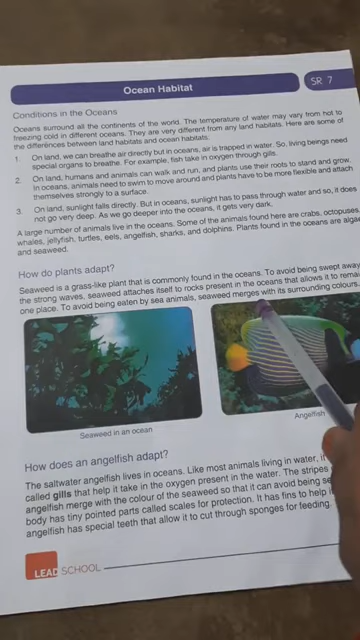 Ocean Habitat
SR 7
Conditions in the Oceans
Oceans surround all the continents of the world. The temperature of water may vary from hot to
freezing cold in different oceans. They are very different from any land habitats. Here are some of
the differences between land habitats and ocean habitats.
1. On land, we can breathe air directly but in oceans, air is trapped in water. So, living beings need
special organs to breathe. For example, fish take in oxygen through gills.
2. On land, humans and animals can walk and run, and plants use their roots to stand and grow.
In oceans, animals need to swim to move around and plants have to be more flexible and attach
themselves strongly to a surface.
3. On land, sunlight falls directly. But in oceans, sunlight has to pass through water and so, it does
not go very deep. As we go deeper into the oceans, it gets very dark.
A large number of animals live in the oceans. Some of the animals found here are crabs, octopuses,
whales, jellyfish, turtles, eels, angelfish, sharks, and dolphins. Plants found in the oceans are algae
and seaweed.
How do plants adapt?
Seaweed is a grass-like plant that is commonly found in the oceans. To avoid being swept away
the strong waves, seaweed attaches itself to rocks present in the oceans that allows it to remai
one place. To avoid being eaten by sea animals, seaweed merges with its surrounding colours.
Seaweed in an ocean
Angelfish
How does an angelfish adapt?
The saltwater angelfish lives in oceans. Like most animals living in water, it
called gills that help it take in the oxygen present in the water. The stripes
angelfish merge with the colour of the seaweed so that it can avoid being se
body has tiny pointed parts called scales for protection. It has fins to help i
angelfish has special teeth that allow it to cut through sponges for feeding.
LEAD SCHOOL